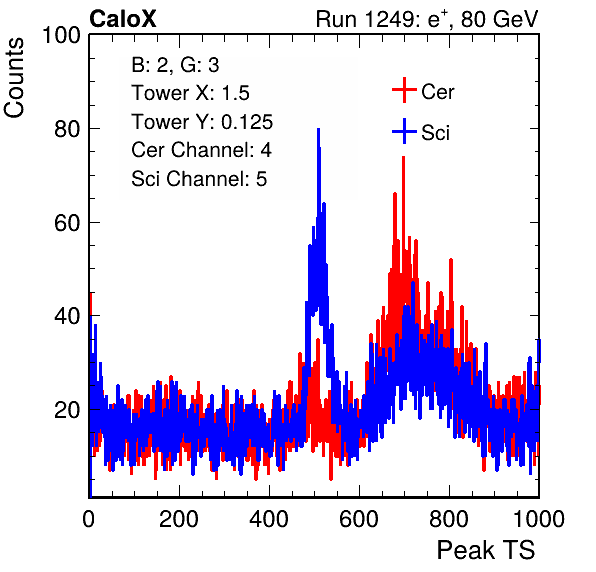 CaloX Run 1249: e⁺, 80 GeV
Counts
B: 2, G: 3
Tower X: 1.5
Tower Y: 0.125
Cer Channel: 4
Sci Channel: 5
Cer
Sci
100
80
60
40
20
0 200 400 600 800 1000
Peak TS